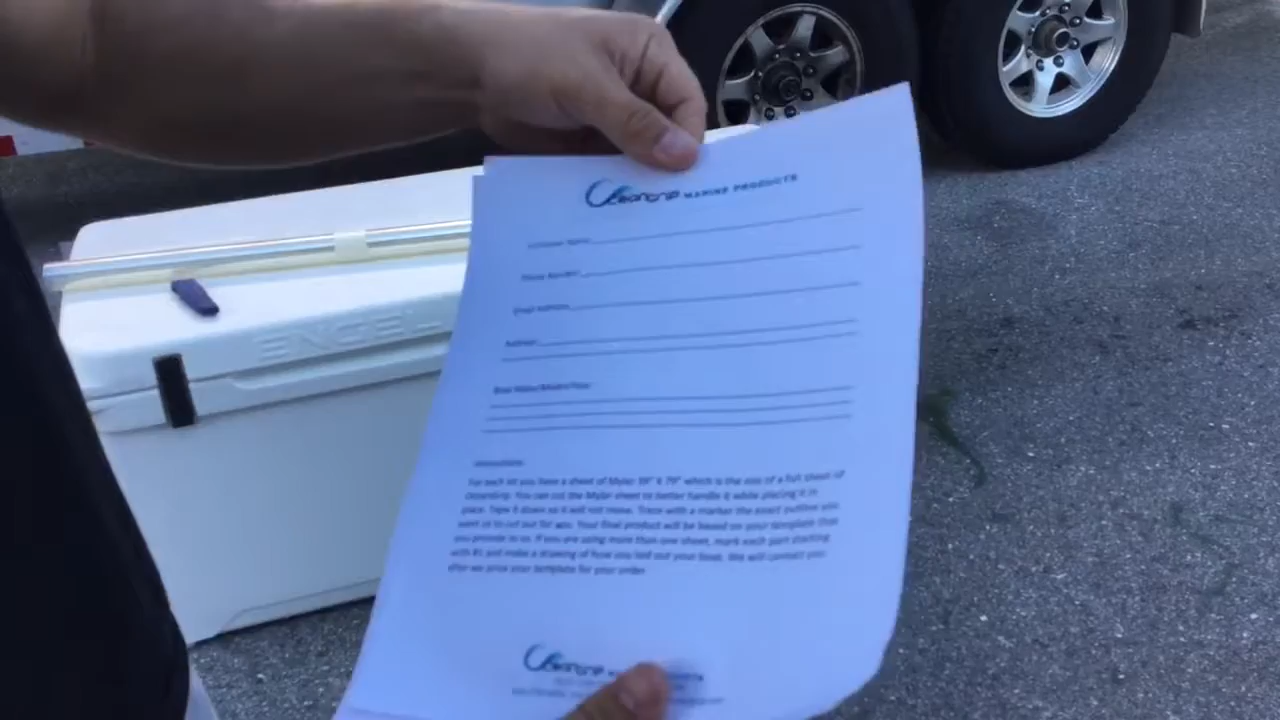 OceanGrip MARINE PRODUCTS
Customer Name:
Phone Number:
Email Address:
Address:
Boat Make/Model/Year:
ENGEL
Instructions:
For each kit you have a sheet of Mylar 39" X 79" which is the size of a full sheet of
OceanGrip. You can cut the Mylar sheet to better handle it while placing it in
place. Tape it down so it will not move. Trace with a marker the exact outline you
want us to cut out for you. Your final product will be based on your template that
you provide to us. If you are using more than one sheet, mark each part starting
with #1 and make a drawing of how you laid out your boat. We will contact you
after we price your template for your order.
OceanGrip